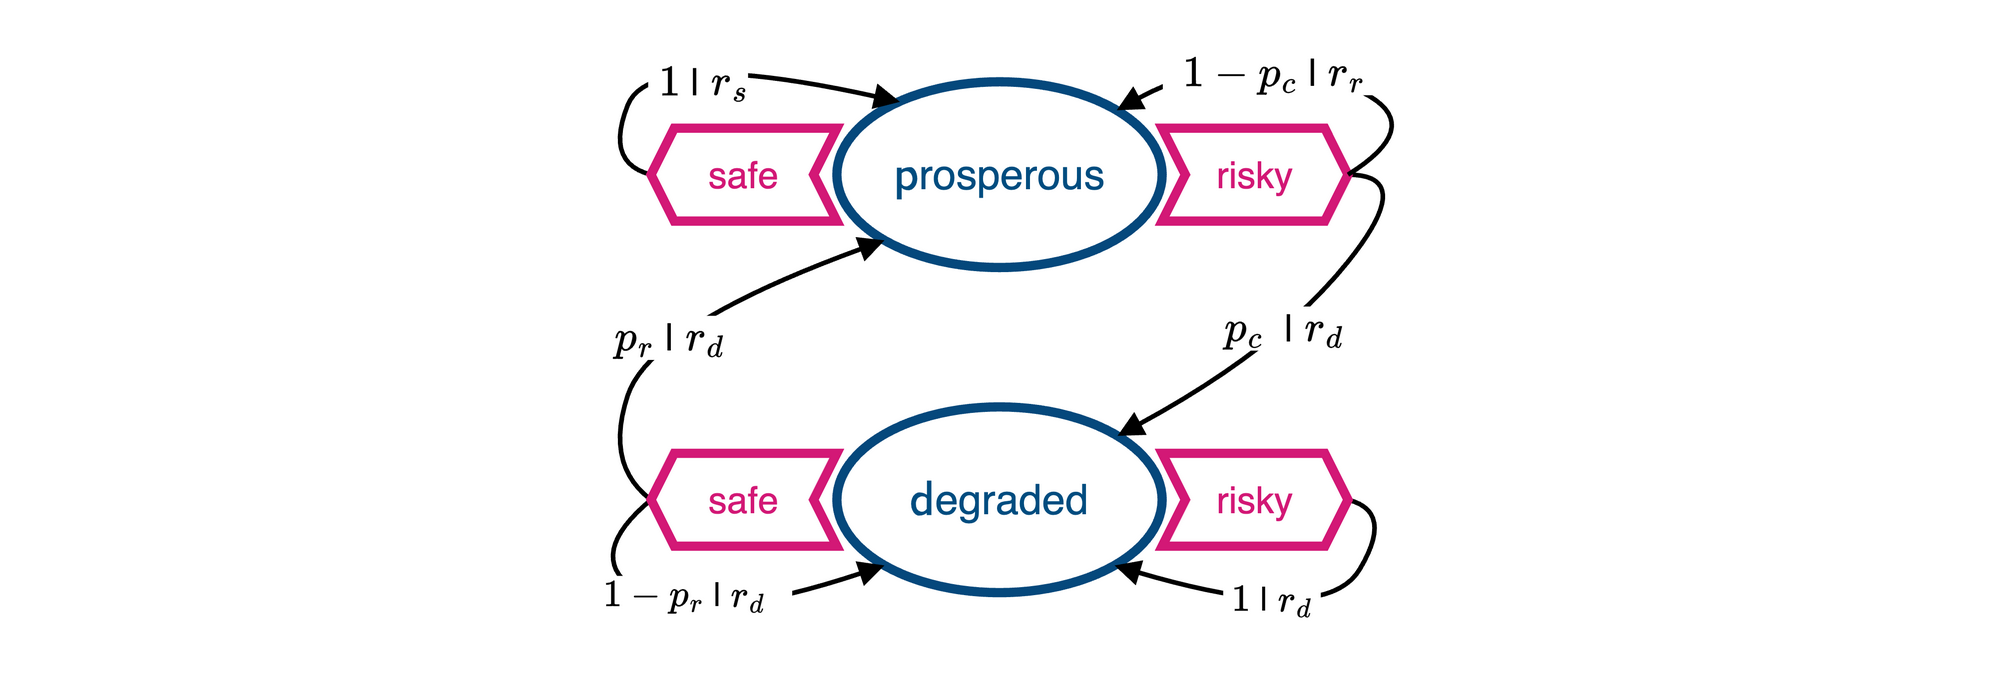 1 | r_s
1 − p_c | r_r
safe
prosperous
risky
p_r | r_d
p_c | r_d
safe
degraded
risky
1 − p_r | r_d
1 | r_d